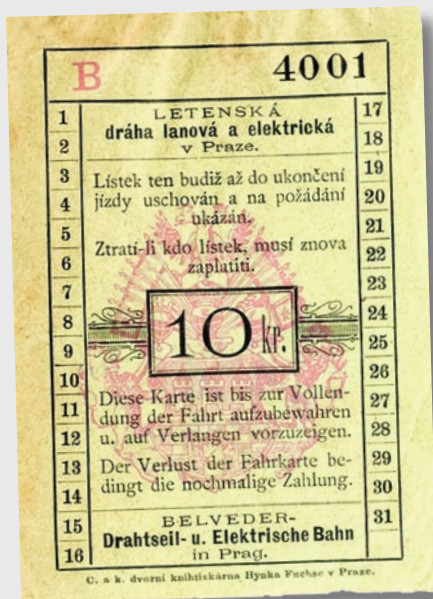 B 4001
1 LETENSKÁ 17
dráha lanová a elektrická
2 v Praze. 18
3 Lístek ten budiž až do ukončení 19
4 jízdy uschován a na požádání 20
ukázán.
5 21
Ztratí-li kdo lístek, musí znova
6 zaplatiti. 22
7 23
8 10 KR. 24
9 25
10 26
Diese Karte ist bis zur Vollen-
11 dung der Fahrt aufzubewahren 27
12 u. auf Verlangen vorzuzeigen. 28
13 Der Verlust der Fahrkarte be- 29
14 dingt die nochmalige Zahlung. 30
15 BELVEDER- 31
Drahtseil- u. Elektrische Bahn
16 in Prag.
C. a k. dvorní knihtiskárna Hynka Fuchse v Praze.